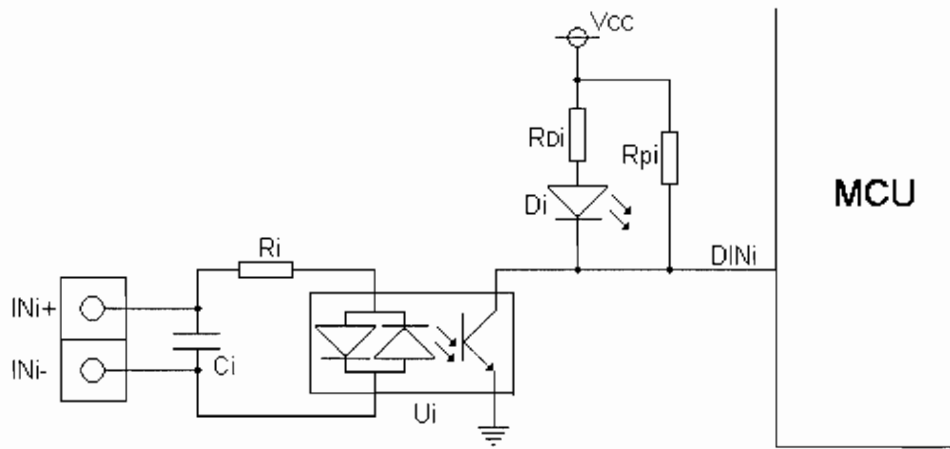 VCC
RDi
Rpi
Di
MCU
DINi
Ri
INi+
INi-
Ci
Ui